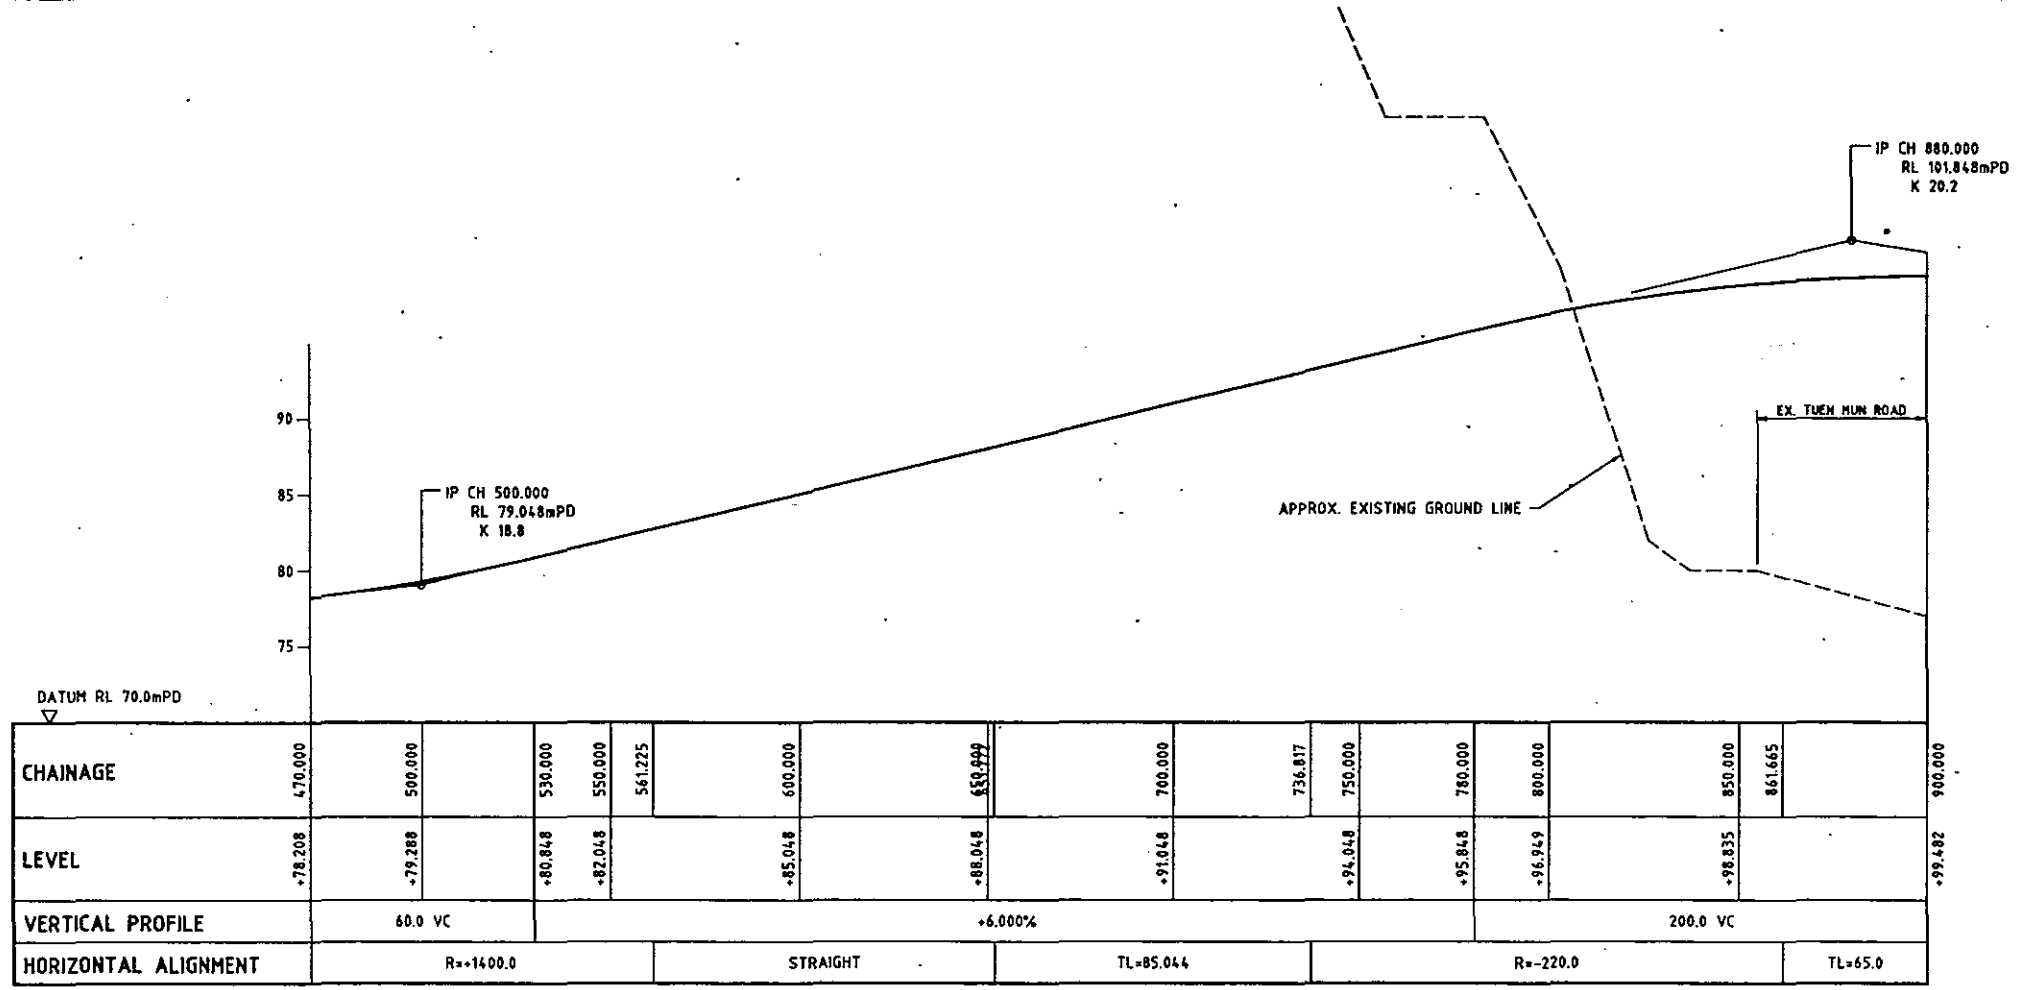 IP CH 880.000
RL 101.848mPD
K 20.2
90
EX. TUEN MUN ROAD
85
IP CH 500.000
RL 79.048mPD
K 18.8
APPROX. EXISTING GROUND LINE
80
75
DATUM RL 70.0mPD
CHAINAGE
470.000
500.000
530.000
550.000
561.225
600.000
650.000
700.000
736.817
750.000
780.000
800.000
850.000
861.665
900.000
LEVEL
+78.208
+79.288
+80.848
+82.048
+85.048
+88.048
+91.048
+94.048
+95.848
+96.949
+98.835
+99.482
VERTICAL PROFILE
60.0 VC
+6.000%
200.0 VC
HORIZONTAL ALIGNMENT
R=+1400.0
STRAIGHT
TL=85.044
R=-220.0
TL=65.0